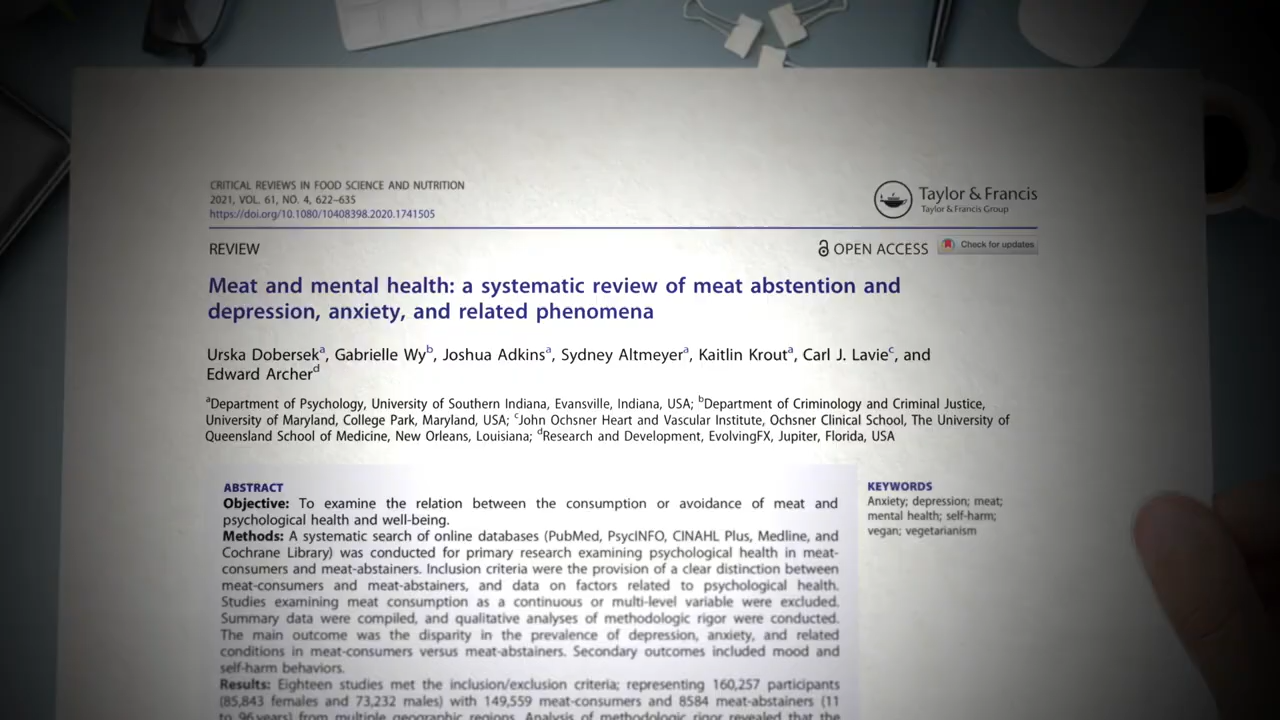 CRITICAL REVIEWS IN FOOD SCIENCE AND NUTRITION
2021, VOL. 61, NO. 4, 622–635
https://doi.org/10.1080/10408398.2020.1741505
Taylor & Francis
Taylor & Francis Group
REVIEW
OPEN ACCESS
Check for updates
Meat and mental health: a systematic review of meat abstention and
depression, anxiety, and related phenomena
Urska Dobersekᵃ, Gabrielle Wyᵇ, Joshua Adkinsᵃ, Sydney Altmeyerᵃ, Kaitlin Kroutᵃ, Carl J. Lavieᶜ, and
Edward Archerᵈ
ᵃDepartment of Psychology, University of Southern Indiana, Evansville, Indiana, USA; ᵇDepartment of Criminology and Criminal Justice,
University of Maryland, College Park, Maryland, USA; ᶜJohn Ochsner Heart and Vascular Institute, Ochsner Clinical School, The University of
Queensland School of Medicine, New Orleans, Louisiana; ᵈResearch and Development, EvolvingFX, Jupiter, Florida, USA
ABSTRACT
Objective: To examine the relation between the consumption or avoidance of meat and
psychological health and well-being.
Methods: A systematic search of online databases (PubMed, PsycINFO, CINAHL Plus, Medline, and
Cochrane Library) was conducted for primary research examining psychological health in meat-
consumers and meat-abstainers. Inclusion criteria were the provision of a clear distinction between
meat-consumers and meat-abstainers, and data on factors related to psychological health.
Studies examining meat consumption as a continuous or multi-level variable were excluded.
Summary data were compiled, and qualitative analyses of methodologic rigor were conducted.
The main outcome was the disparity in the prevalence of depression, anxiety, and related
conditions in meat-consumers versus meat-abstainers. Secondary outcomes included mood and
self-harm behaviors.
Results: Eighteen studies met the inclusion/exclusion criteria; representing 160,257 participants
(85,843 females and 73,232 males) with 149,559 meat-consumers and 8584 meat-abstainers (11
to 96 years) from multiple geographic regions. Analysis of methodologic rigor revealed that the
KEYWORDS
Anxiety; depression; meat;
mental health; self-harm;
vegan; vegetarianism